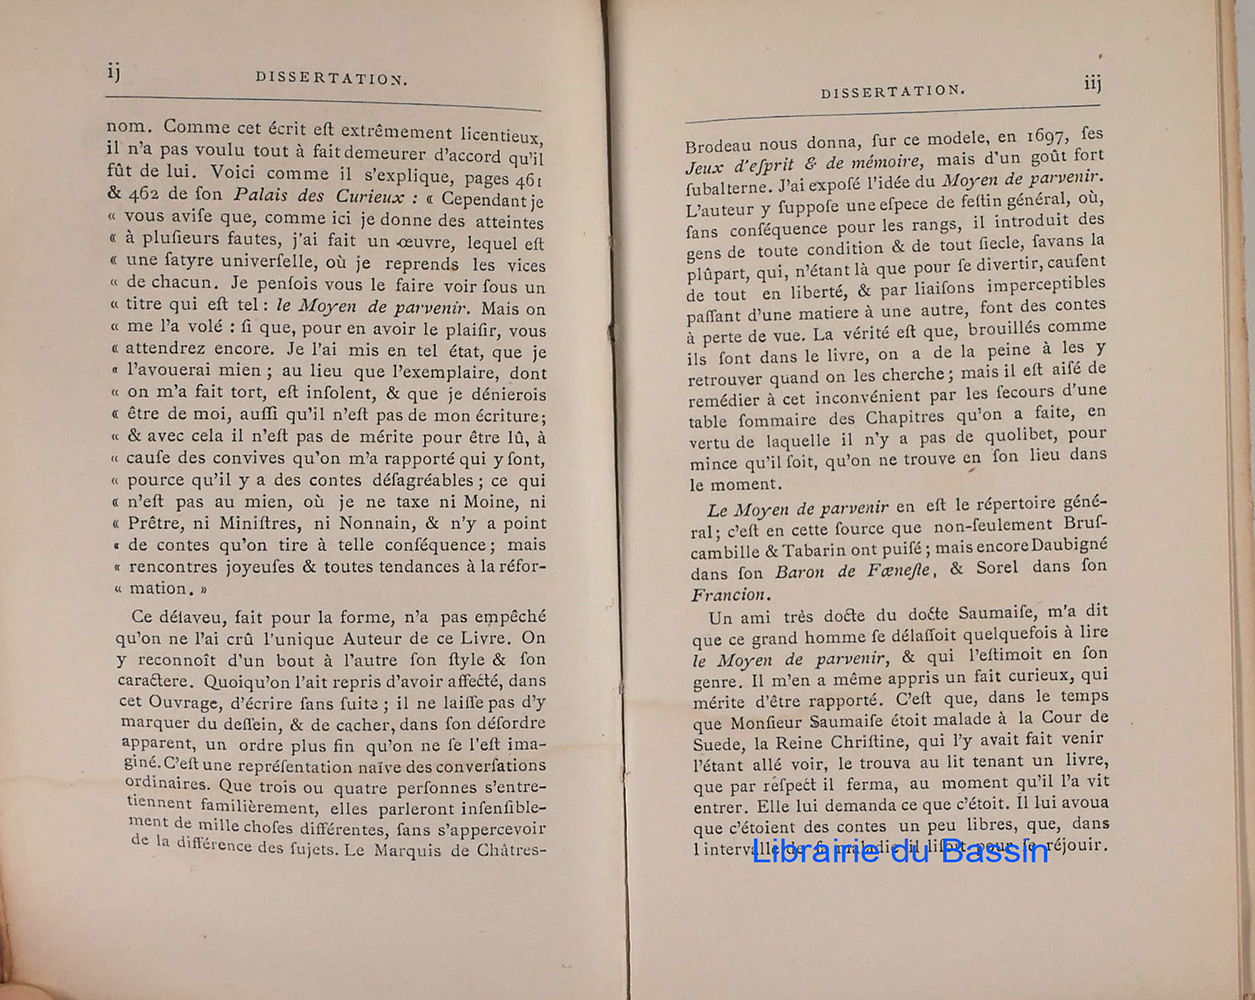 ij
DISSERTATION.
nom. Comme cet écrit eſt extrêmement licentieux,
il n'a pas voulu tout à fait demeurer d'accord qu'il
fût de lui. Voici comme il s'explique, pages 461
& 462 de ſon Palais des Curieux : « Cependant je
« vous aviſe que, comme ici je donne des atteintes
« à pluſieurs fautes, j'ai fait un œuvre, lequel eſt
« une ſatyre univerſelle, où je reprends les vices
« de chacun. Je penſois vous le faire voir ſous un
« titre qui eſt tel : le Moyen de parvenir. Mais on
« me l'a volé : ſi que, pour en avoir le plaiſir, vous
« attendrez encore. Je l'ai mis en tel état, que je
« l'avouerai mien ; au lieu que l'exemplaire, dont
« on m'a fait tort, eſt inſolent, & que je dénierois
« être de moi, auſſi qu'il n'eſt pas de mon écriture;
« & avec cela il n'eſt pas de mérite pour être lû, à
« cauſe des convives qu'on m'a rapporté qui y ſont,
« pource qu'il y a des contes déſagréables ; ce qui
« n'eſt pas au mien, où je ne taxe ni Moine, ni
« Prêtre, ni Miniſtres, ni Nonnain, & n'y a point
« de contes qu'on tire à telle conſéquence; mais
« rencontres joyeuſes & toutes tendances à la réfor-
« mation. »
Ce déſaveu, fait pour la forme, n'a pas empêché
qu'on ne l'ai crû l'unique Auteur de ce Livre. On
y reconnoît d'un bout à l'autre ſon ſtyle & ſon
caractere. Quoiqu'on l'ait repris d'avoir affecté, dans
cet Ouvrage, d'écrire ſans ſuite ; il ne laiſſe pas d'y
marquer du deſſein, & de cacher, dans ſon déſordre
apparent, un ordre plus fin qu'on ne ſe l'eſt ima-
giné. C'eſt une repréſentation naïve des converſations
ordinaires. Que trois ou quatre perſonnes s'entre-
tiennent familièrement, elles parleront inſenſible-
ment de mille choſes différentes, ſans s'appercevoir
de la différence des ſujets. Le Marquis de Châtres-
iij
DISSERTATION.
Brodeau nous donna, ſur ce modele, en 1697, ſes
Jeux d'eſprit & de mémoire, mais d'un goût fort
ſubalterne. J'ai expoſé l'idée du Moyen de parvenir.
L'auteur y ſuppoſe une eſpece de feſtin général, où,
ſans conſéquence pour les rangs, il introduit des
gens de toute condition & de tout ſiecle, ſavans la
plûpart, qui, n'étant là que pour ſe divertir, cauſent
de tout en liberté, & par liaiſons imperceptibles
paſſant d'une matiere à une autre, font des contes
à perte de vue. La vérité eſt que, brouillés comme
ils ſont dans le livre, on a de la peine à les y
retrouver quand on les cherche ; mais il eſt aiſé de
remédier à cet inconvénient par les ſecours d'une
table ſommaire des Chapitres qu'on a faite, en
vertu de laquelle il n'y a pas de quolibet, pour
mince qu'il ſoit, qu'on ne trouve en ſon lieu dans
le moment.
Le Moyen de parvenir en eſt le répertoire géné-
ral ; c'eſt en cette ſource que non-ſeulement Bruſ-
cambille & Tabarin ont puiſé ; mais encore Daubigné
dans ſon Baron de Fœneſte, & Sorel dans ſon
Francion.
Un ami très docte du docte Saumaiſe, m'a dit
que ce grand homme ſe délaſſoit quelquefois à lire
le Moyen de parvenir, & qui l'eſtimoit en ſon
genre. Il m'en a même appris un fait curieux, qui
mérite d'être rapporté. C'eſt que, dans le temps
que Monſieur Saumaiſe étoit malade à la Cour de
Suede, la Reine Chriſtine, qui l'y avait fait venir
l'étant allé voir, le trouva au lit tenant un livre,
que par reſpect il ferma, au moment qu'il l'a vit
entrer. Elle lui demanda ce que c'étoit. Il lui avoua
que c'étoient des contes un peu libres, que, dans
l'intervalle de ſa maladie il liſoit pour ſe réjouir.
Librairie du Bassin